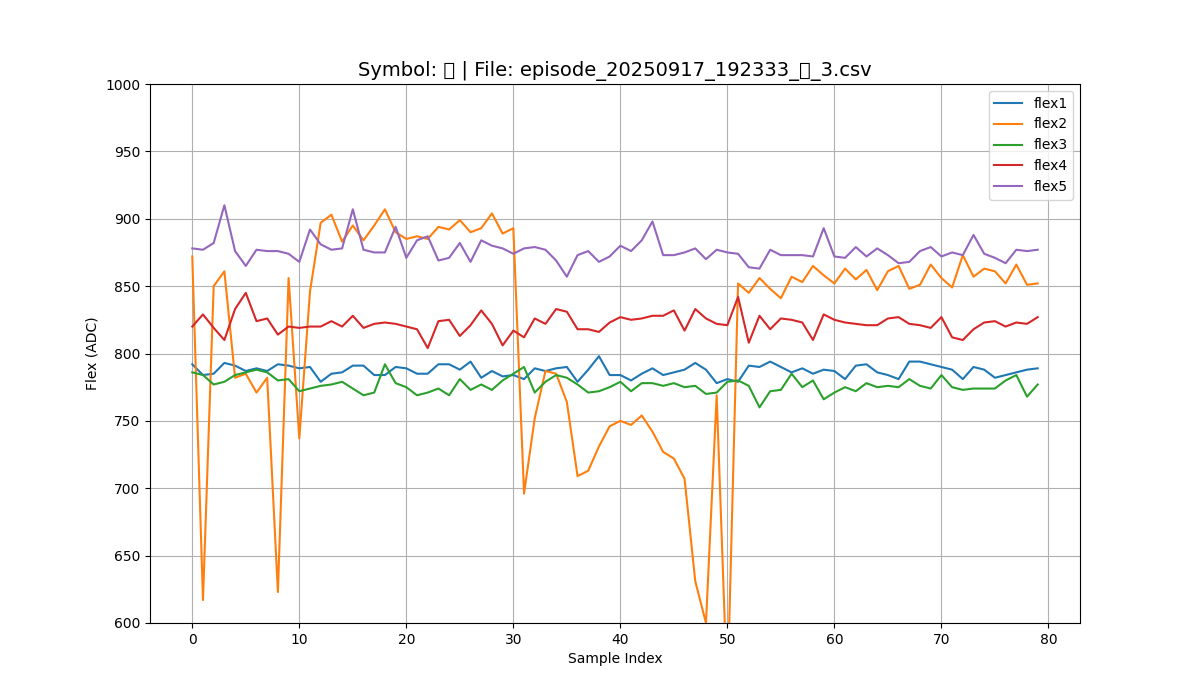 Symbol: | File: episode_20250917_192333_ _3.csv
1000
950
900
850
800
750
700
650
600
Flex (ADC)
0 10 20 30 40 50 60 70 80
Sample Index
flex1
flex2
flex3
flex4
flex5